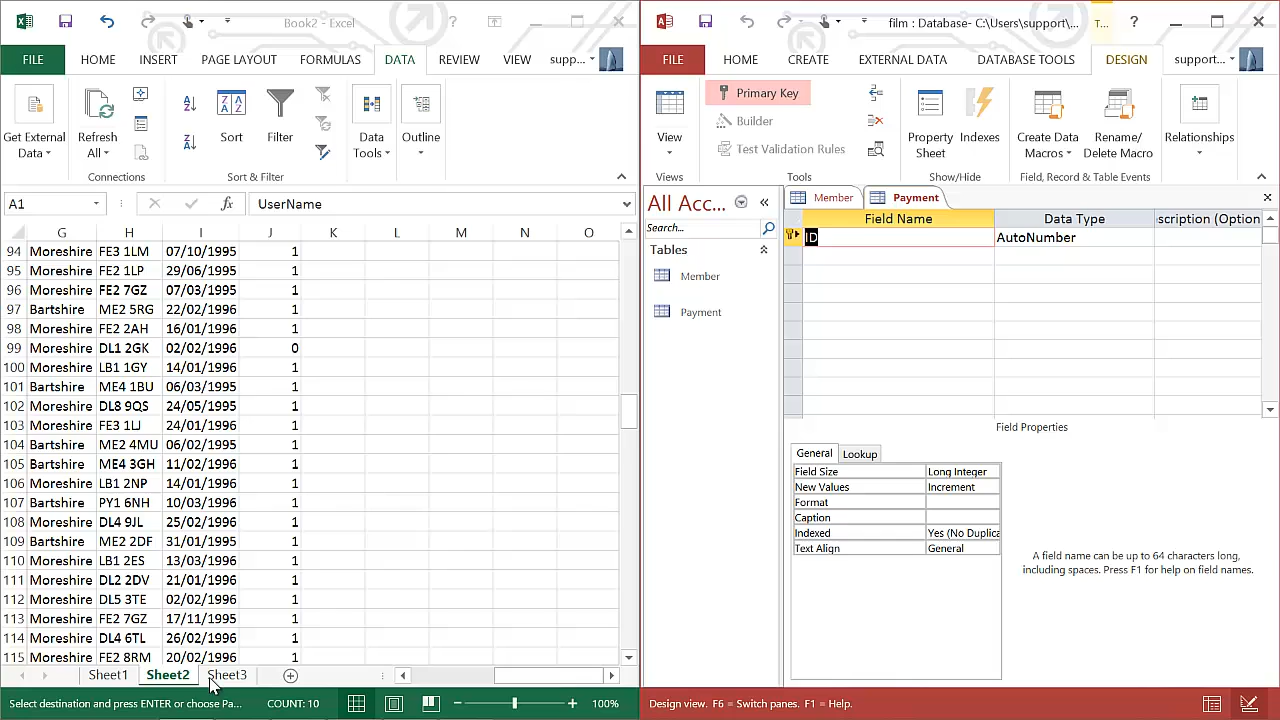 Book2 - Excel
FILE HOME INSERT PAGE LAYOUT FORMULAS DATA REVIEW VIEW supp...
Get External Data
Refresh All
Connections
Sort
Filter
Sort & Filter
Data Tools
Outline
A1 fx UserName
G H I J K L M N O
94 Moreshire FE3 1LM 07/10/1995 1
95 Moreshire FE2 1LP 29/06/1995 1
96 Moreshire FE2 7GZ 07/03/1995 1
97 Bartshire ME2 5RG 22/02/1996 1
98 Moreshire FE2 2AH 16/01/1996 1
99 Moreshire DL1 2GK 02/02/1996 0
100 Moreshire LB1 1GY 14/01/1996 1
101 Bartshire ME4 1BU 06/03/1995 1
102 Moreshire DL8 9QS 24/05/1995 1
103 Moreshire FE3 1LJ 24/01/1996 1
104 Bartshire ME2 4MU 06/02/1996 1
105 Bartshire ME4 3GH 11/02/1996 1
106 Moreshire LB1 2NP 14/01/1996 1
107 Bartshire PY1 6NH 10/03/1996 1
108 Moreshire DL4 9JL 25/02/1996 1
109 Bartshire ME2 2DF 31/01/1995 1
110 Moreshire LB1 2ES 13/03/1996 1
111 Moreshire DL2 2DV 21/01/1996 1
112 Moreshire DL5 3TE 02/02/1996 1
113 Moreshire FE2 7GZ 17/11/1995 1
114 Moreshire DL4 6TL 26/02/1996 1
115 Moreshire FE2 8RM 20/02/1996 1
Sheet1 Sheet2 Sheet3
Select destination and press ENTER or choose Pa... COUNT: 10 100%
film : Database- C:\Users\support\... T... ?
FILE HOME CREATE EXTERNAL DATA DATABASE TOOLS DESIGN support...
View
Views
Primary Key
Builder
Test Validation Rules
Tools
Property Sheet
Indexes
Show/Hide
Create Data Macros
Rename/ Delete Macro
Field, Record & Table Events
Relationships
All Acc...
Search...
Tables
Member
Payment
Member Payment
Field Name Data Type scription (Option
ID AutoNumber
Field Properties
General Lookup
Field Size Long Integer
New Values Increment
Format
Caption
Indexed Yes (No Duplica
Text Align General
A field name can be up to 64 characters long,
including spaces. Press F1 for help on field names.
Design view. F6 = Switch panes. F1 = Help.